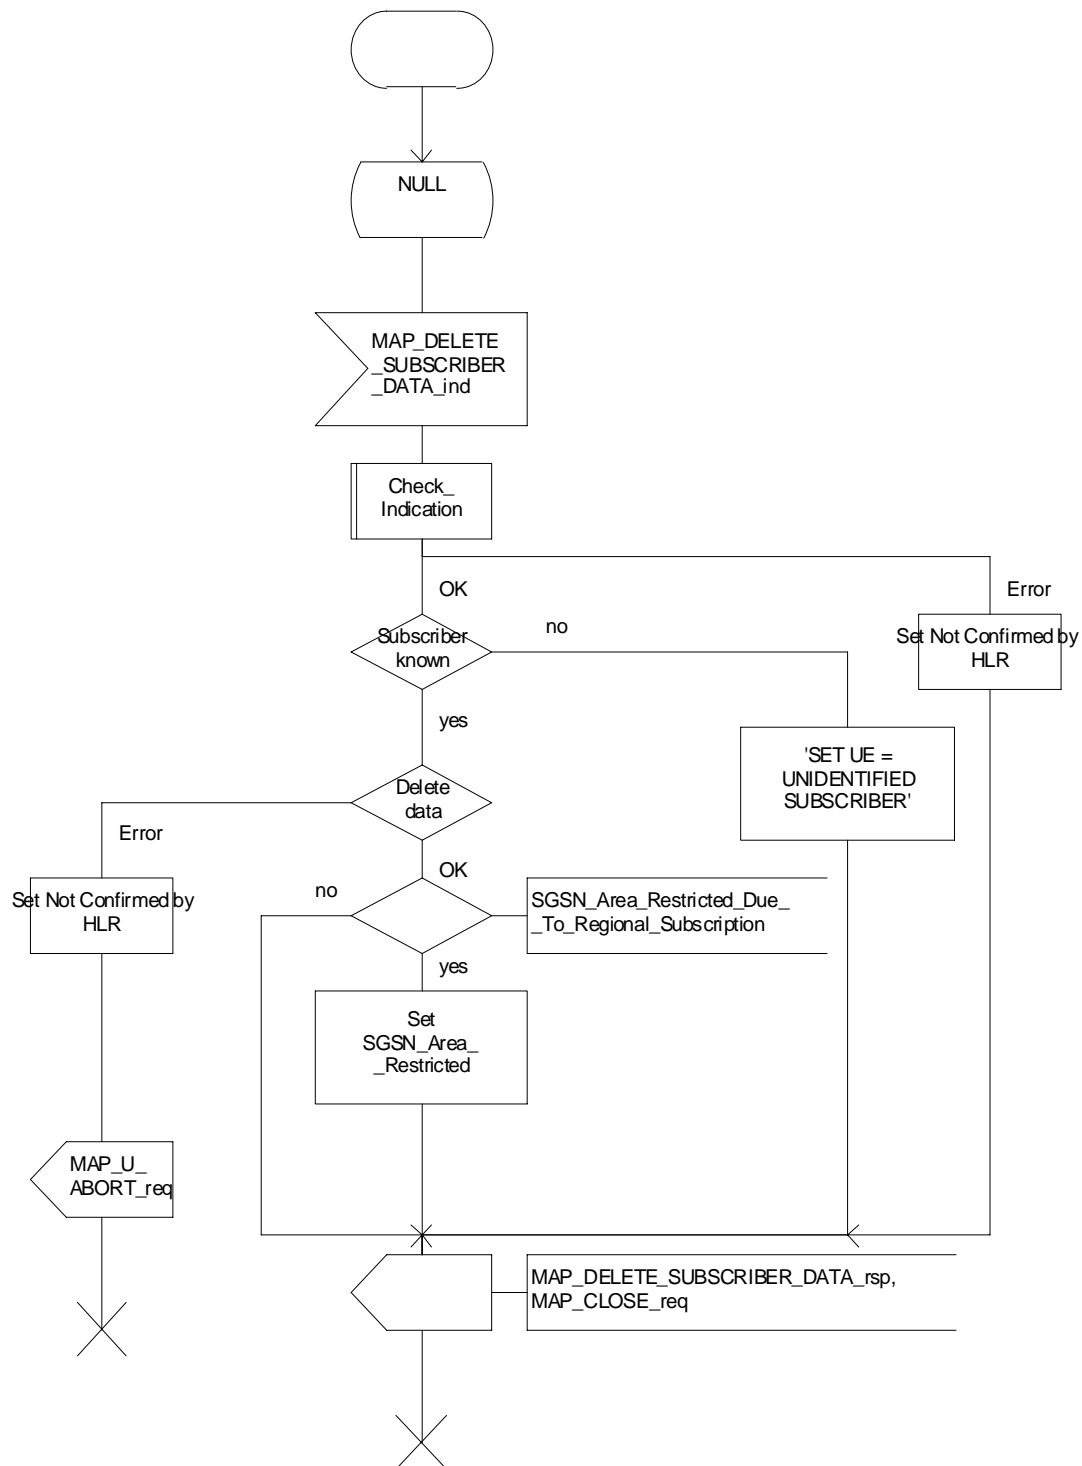 NULL
MAP_DELETE
_SUBSCRIBER
_DATA_ind
Check_
Indication
OK
Error
Subscriber
known
no
Set Not Confirmed by
HLR
yes
'SET UE =
UNIDENTIFIED
SUBSCRIBER'
Delete
data
Error
OK
no
Set Not Confirmed by
HLR
SGSN_Area_Restricted_Due_
_To_Regional_Subscription
yes
Set
SGSN_Area_
_Restricted
MAP_U_
ABORT_req
MAP_DELETE_SUBSCRIBER_DATA_rsp,
MAP_CLOSE_req